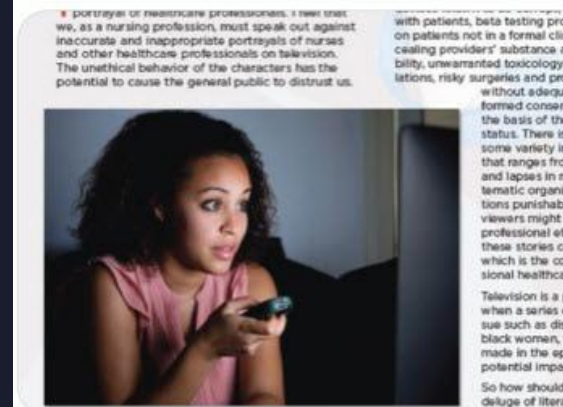 portrayal of healthcare professionals. I feel that
we, as a nursing profession, must speak out against
inaccurate and inappropriate portrayals of nurses
and other healthcare professionals on television.
The unethical behavior of the characters has the
potential to cause the general public to distrust us.
with patients, beta testing pro
on patients not in a formal clin
cealing providers' substance a
bility, unwarranted toxicology
lations, risky surgeries and pr
without adequ
formed conser
the basis of the
status. There is
some variety in
that ranges fro
and lapses in r
tematic organi
tions punishab
viewers might
professional et
these stories c
which is the co
sional healthca
Television is a
when a series
sue such as dis
black women,
made in the ep
potential impa
So how should
deluge of litera